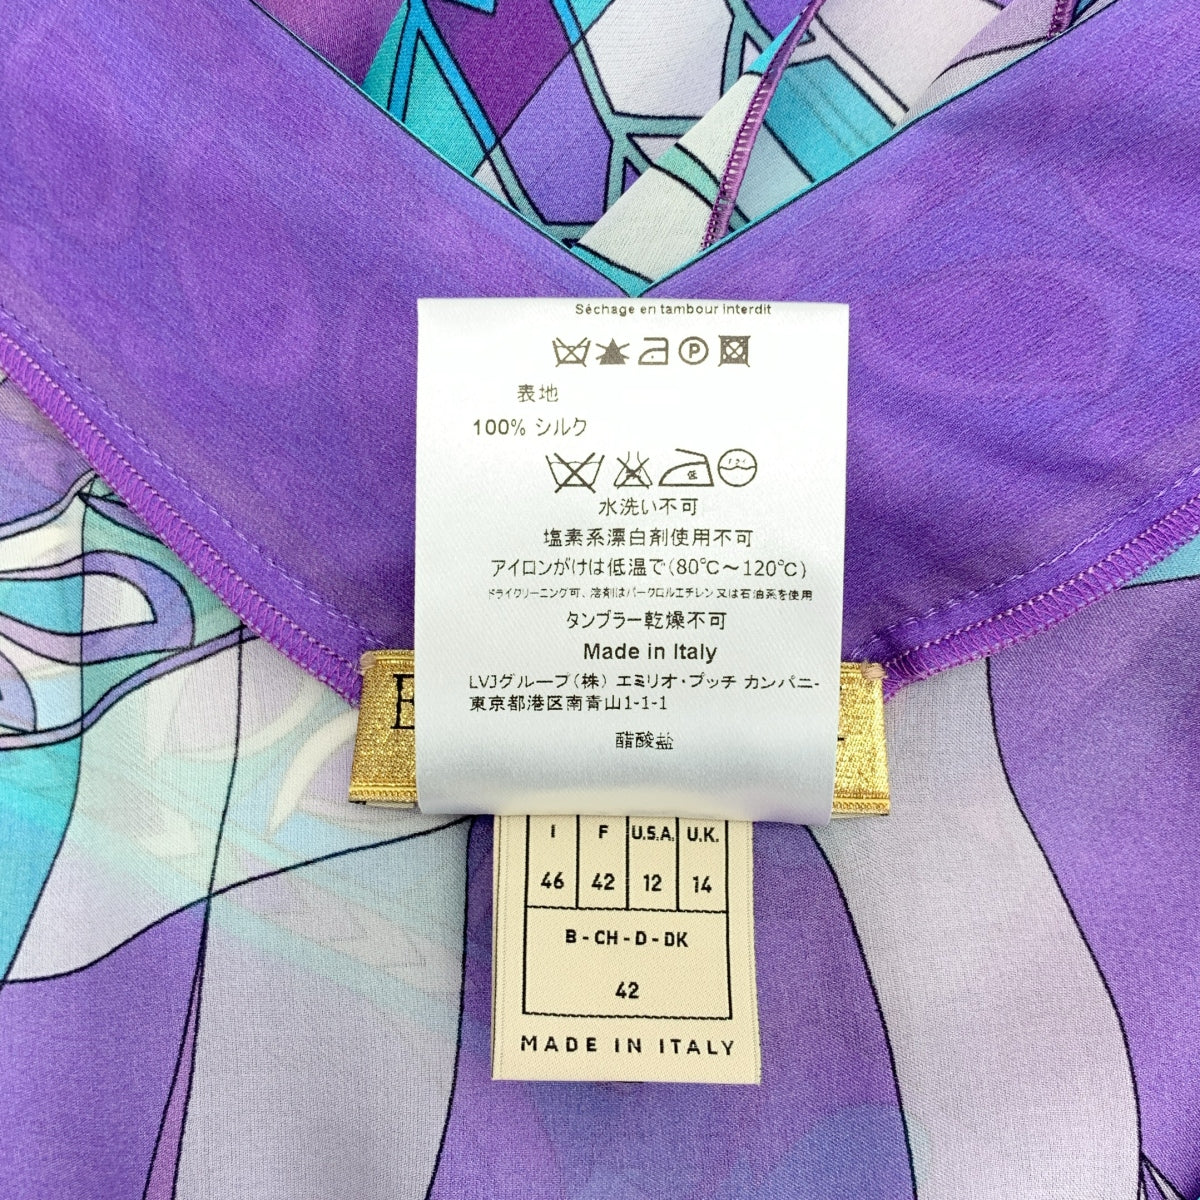 Séchage en tambour interdit
P
表地
100% シルク
低
水洗い不可
塩素系漂白剤使用不可
アイロンがけは低温で(80℃～120℃)
ドライクリーニング可、溶剤はパークロルエチレン又は石油系を使用
タンブラー乾燥不可
Made in Italy
LVJグループ(株) エミリオ・プッチ カンパニｰ
東京都港区南青山1-1-1
醋酸盐
I F U.S.A. U.K.
46 42 12 14
B - CH - D - DK
42
MADE IN ITALY